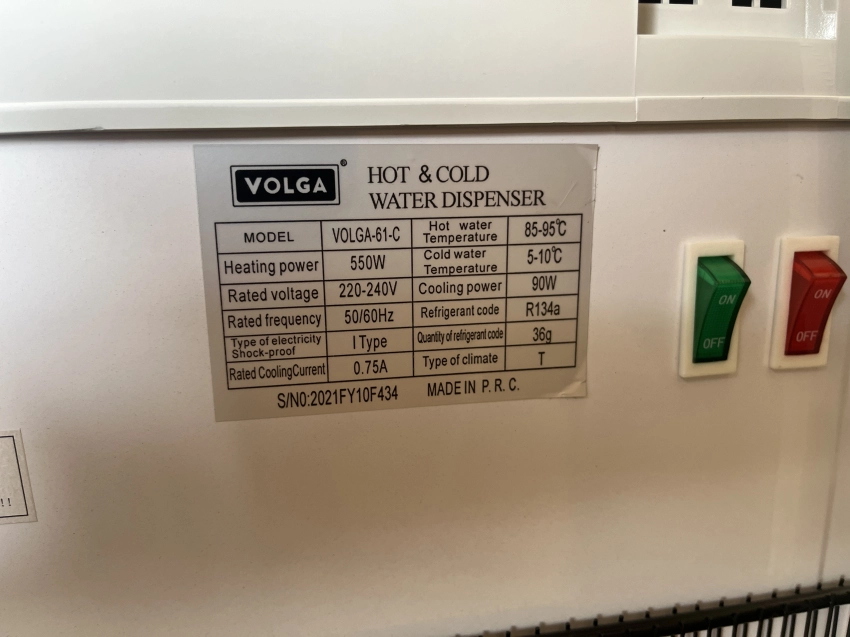 VOLGA®
HOT & COLD
WATER DISPENSER
MODEL VOLGA-61-C Hot water Temperature 85-95℃
Heating power 550W Cold water Temperature 5-10℃
Rated voltage 220-240V Cooling power 90W
Rated frequency 50/60Hz Refrigerant code R134a
Type of electricity Shock-proof I Type Quantity of refrigerant code 36g
Rated CoolingCurrent 0.75A Type of climate T
S/N0:2021FY10F434 MADE IN P. R. C.
ON
OFF
ON
OFF
!!